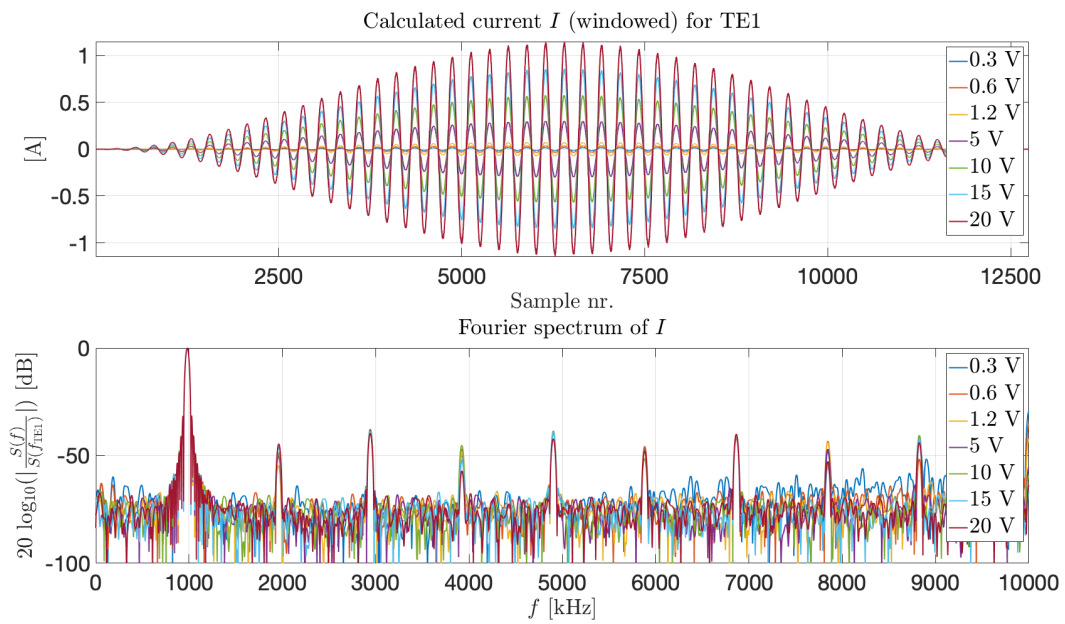 Calculated current I (windowed) for TE1
[A]
1
0.5
0
-0.5
-1
2500 5000 7500 10000 12500
Sample nr.
0.3 V
0.6 V
1.2 V
5 V
10 V
15 V
20 V
Fourier spectrum of I
20 log10(|S(f)/S(fTE1)|) [dB]
0
-50
-100
0 1000 2000 3000 4000 5000 6000 7000 8000 9000 10000
f [kHz]
0.3 V
0.6 V
1.2 V
5 V
10 V
15 V
20 V